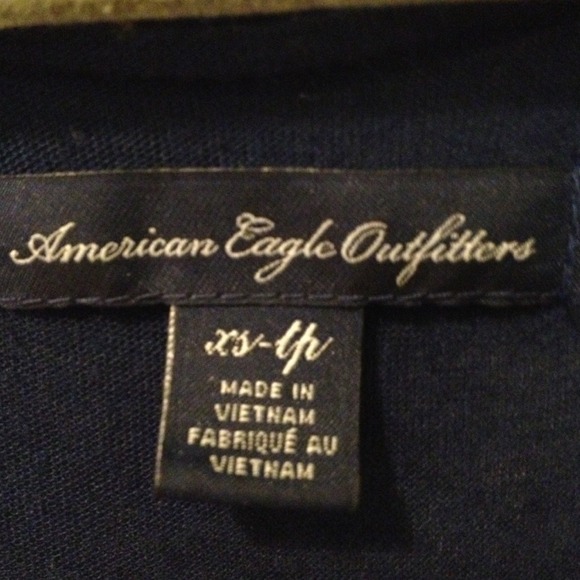 American Eagle Outfitters
xs-tp
MADE IN
VIETNAM
FABRIQUÉ AU
VIETNAM